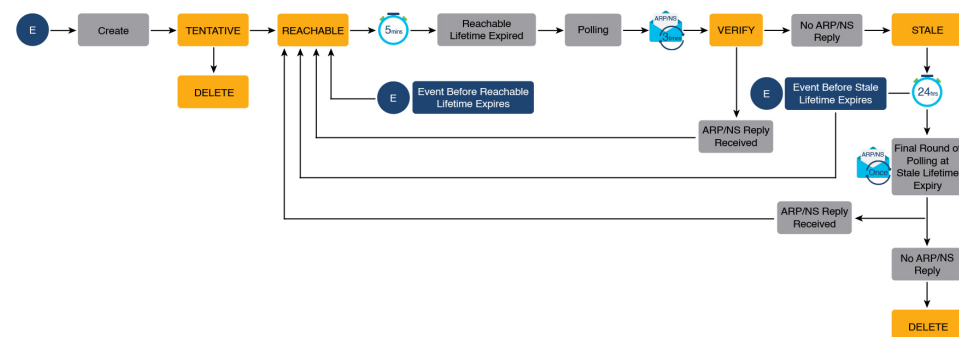 E
Create
TENTATIVE
REACHABLE
5mins
Reachable
Lifetime Expired
Polling
ARP/NS
3times
VERIFY
No ARP/NS
Reply
STALE
DELETE
E
Event Before Reachable
Lifetime Expires
E
Event Before Stale
Lifetime Expires
24hrs
ARP/NS Reply
Received
ARP/NS
Once
Final Round of
Polling at
Stale Lifetime
Expiry
ARP/NS Reply
Received
No ARP/NS
Reply
DELETE